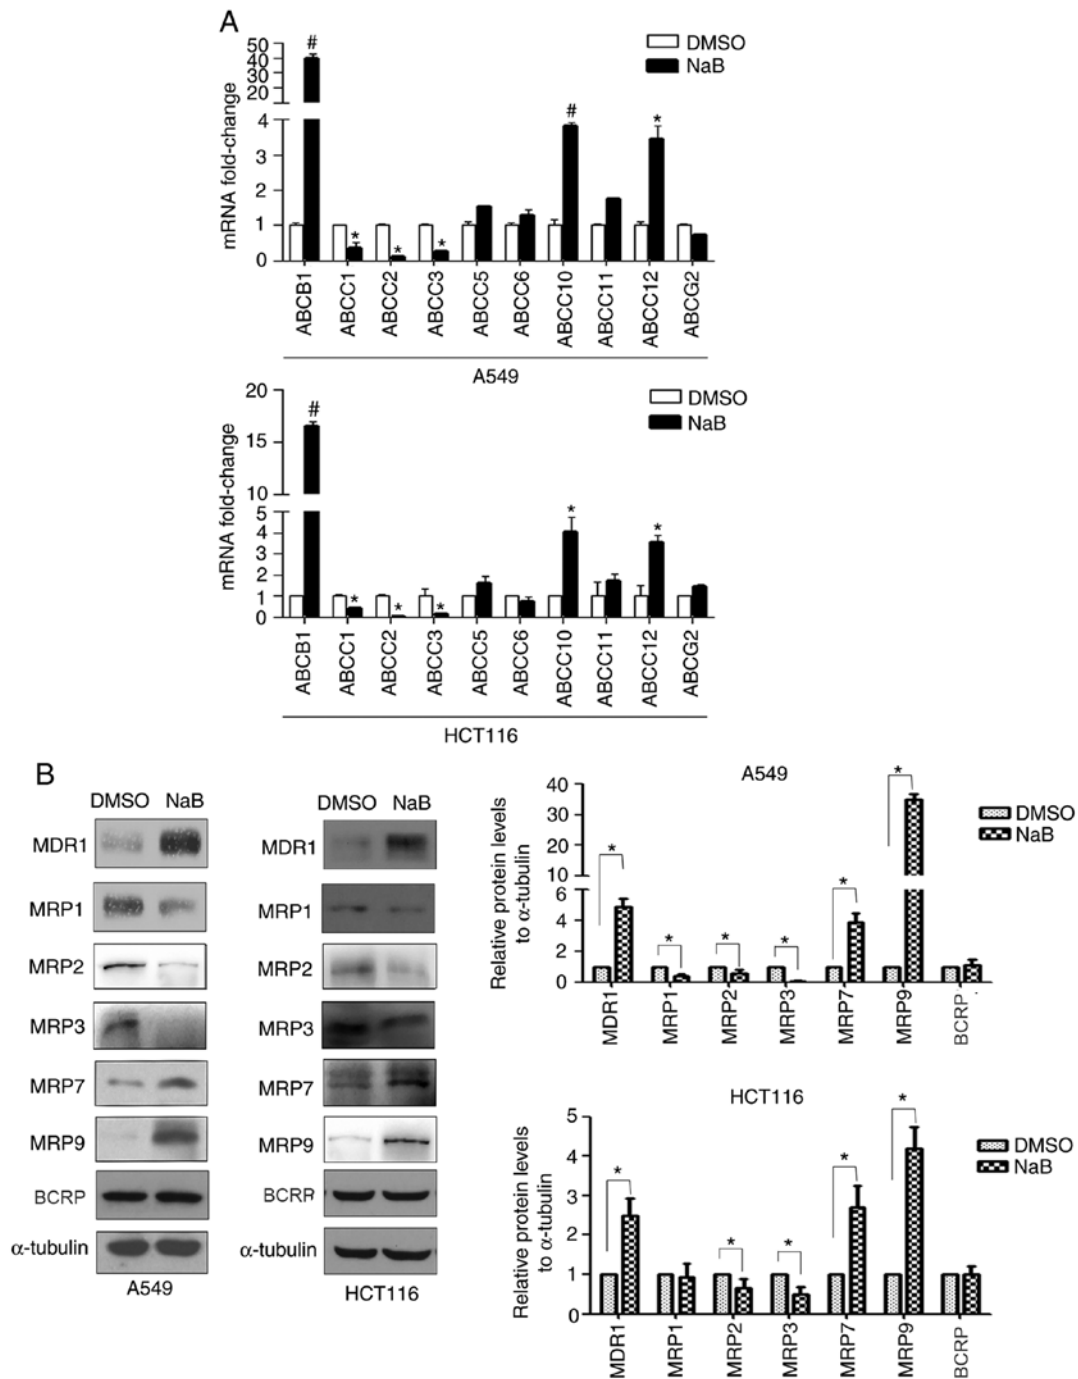 A
DMSO
NaB
mRNA fold-change
50
40
30
20
4
3
2
1
0
#
*
*
*
#
*
ABCB1
ABCC1
ABCC2
ABCC3
ABCC5
ABCC6
ABCC10
ABCC11
ABCC12
ABCG2
A549
DMSO
NaB
mRNA fold-change
20
15
10
5
4
3
2
1
0
#
*
*
*
*
*
ABCB1
ABCC1
ABCC2
ABCC3
ABCC5
ABCC6
ABCC10
ABCC11
ABCC12
ABCG2
HCT116
B
DMSO NaB
MDR1
MRP1
MRP2
MRP3
MRP7
MRP9
BCRP
α-tubulin
A549
DMSO NaB
MDR1
MRP1
MRP2
MRP3
MRP7
MRP9
BCRP
α-tubulin
HCT116
A549
DMSO
NaB
Relative protein levels
to α-tubulin
40
30
20
10
6
4
2
0
*
*
*
*
*
*
MDR1
MRP1
MRP2
MRP3
MRP7
MRP9
BCRP
HCT116
DMSO
NaB
Relative protein levels
to α-tubulin
5
4
3
2
1
0
*
*
*
*
*
MDR1
MRP1
MRP2
MRP3
MRP7
MRP9
BCRP